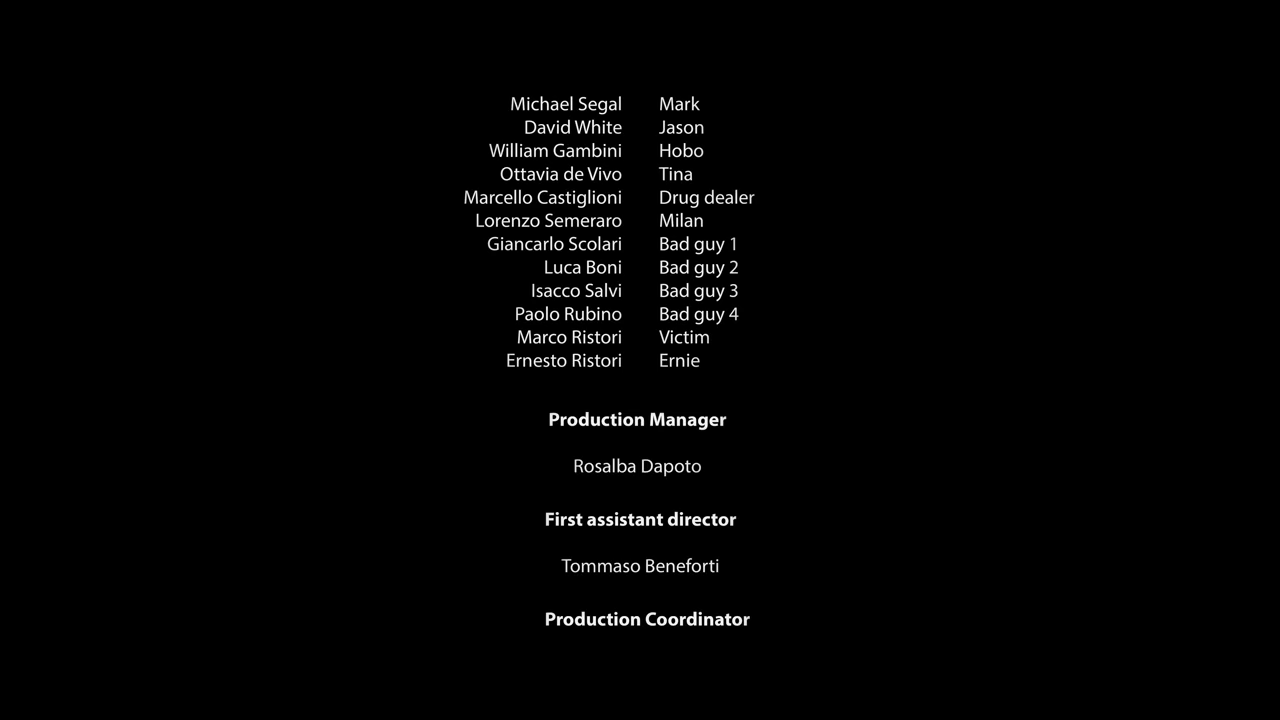 Michael Segal Mark
David White Jason
William Gambini Hobo
Ottavia de Vivo Tina
Marcello Castiglioni Drug dealer
Lorenzo Semeraro Milan
Giancarlo Scolari Bad guy 1
Luca Boni Bad guy 2
Isacco Salvi Bad guy 3
Paolo Rubino Bad guy 4
Marco Ristori Victim
Ernesto Ristori Ernie
Production Manager
Rosalba Dapoto
First assistant director
Tommaso Beneforti
Production Coordinator